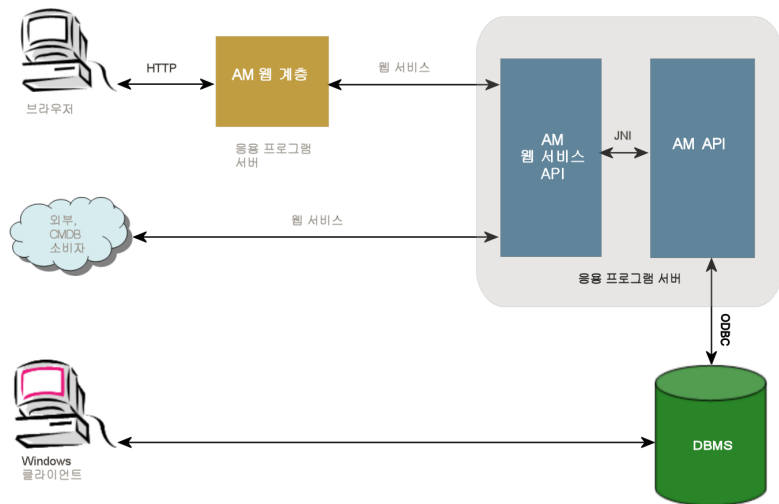 HTTP
AM 웹 계층
웹 서비스
브라우저
응용 프로그램
서버
AM
웹 서비스
API
JNI
AM API
외부,
CMDB
소비자
웹 서비스
응용 프로그램 서버
ODBC
DBMS
Windows
클라이언트